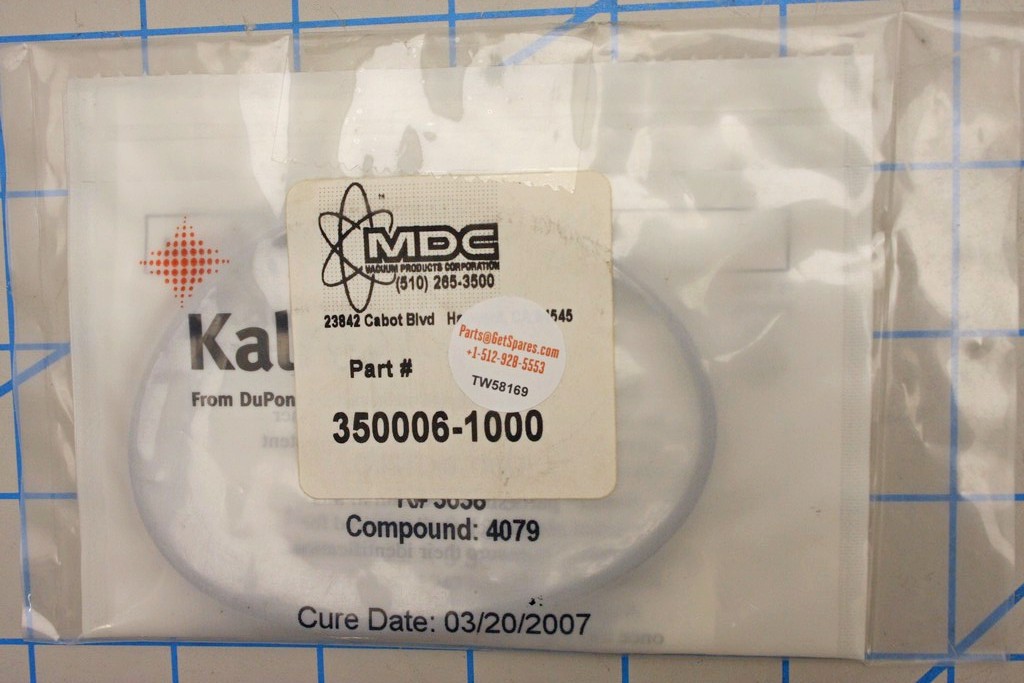 MDC
VACUUM PRODUCTS CORPORATION
(510) 265-3500
23842 Cabot Blvd
Parts@GetSpares.com
+1-512-928-5553
TW58169
Part #
350006-1000
Kal
From DuPon
Compound: 4079
Cure Date: 03/20/2007